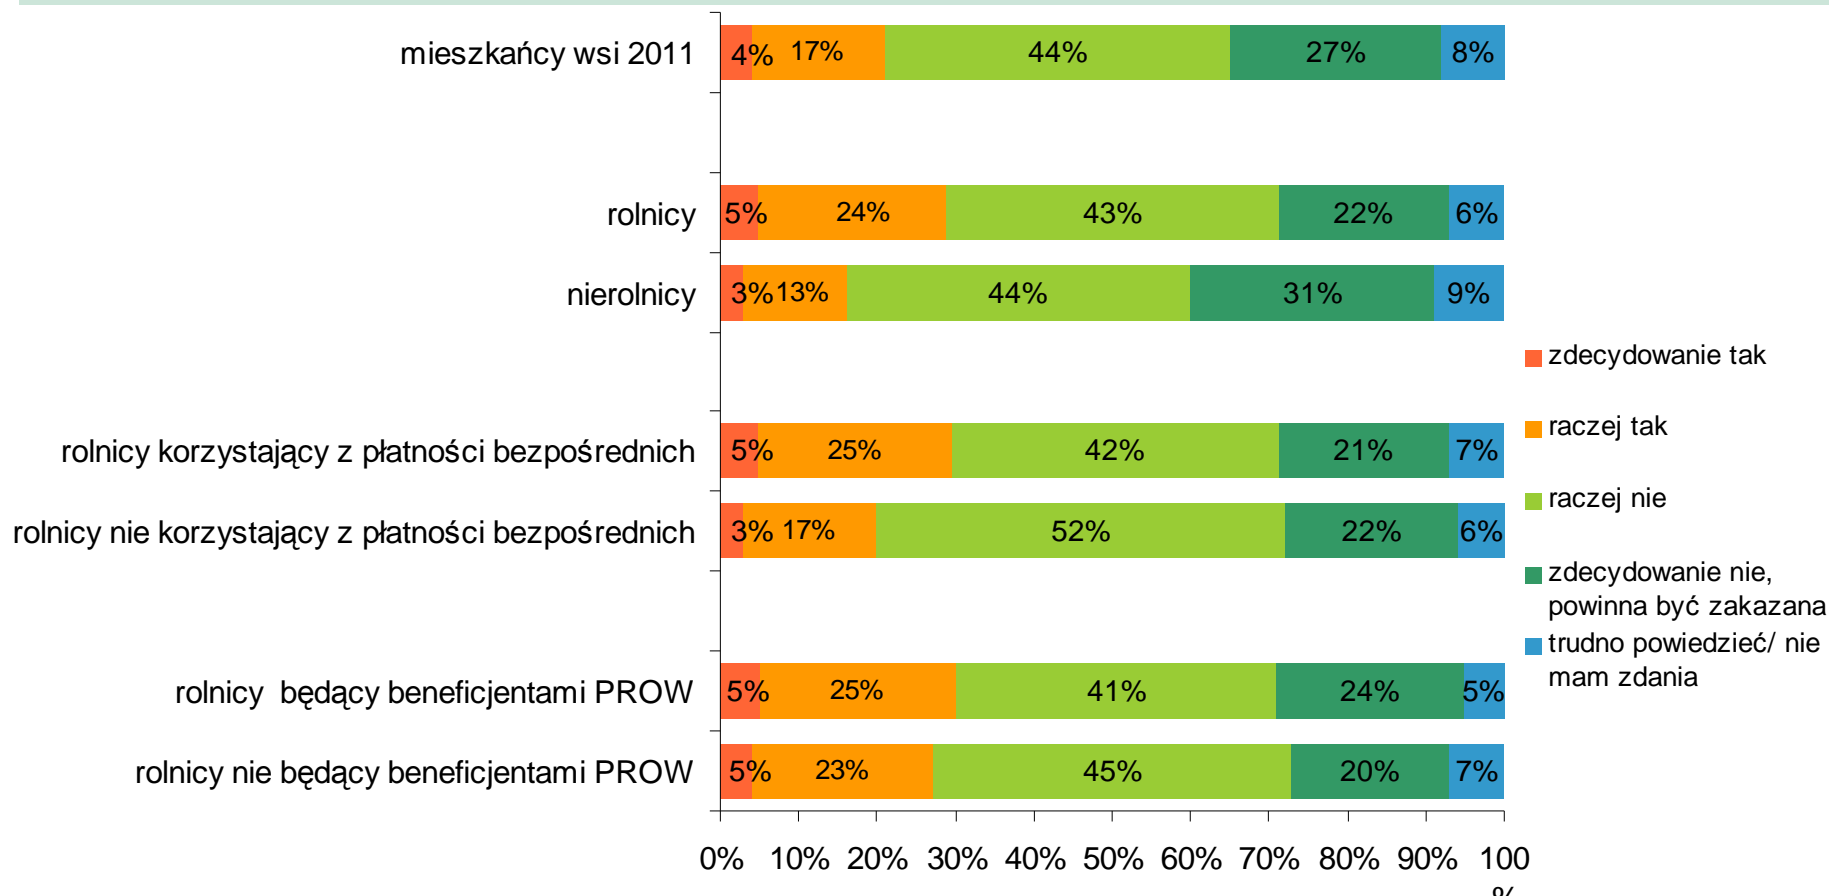 mieszkańcy wsi 2011
4% 17% 44% 27% 8%
rolnicy
5% 24% 43% 22% 6%
nierolnicy
3% 13% 44% 31% 9%
rolnicy korzystający z płatności bezpośrednich
5% 25% 42% 21% 7%
rolnicy nie korzystający z płatności bezpośrednich
3% 17% 52% 22% 6%
rolnicy  będący beneficjentami PROW
5% 25% 41% 24% 5%
rolnicy nie będący beneficjentami PROW
5% 23% 45% 20% 7%
0% 10% 20% 30% 40% 50% 60% 70% 80% 90% 100
%
zdecydowanie tak
raczej tak
raczej nie
zdecydowanie nie,
powinna być zakazana
trudno powiedzieć/ nie
mam zdania